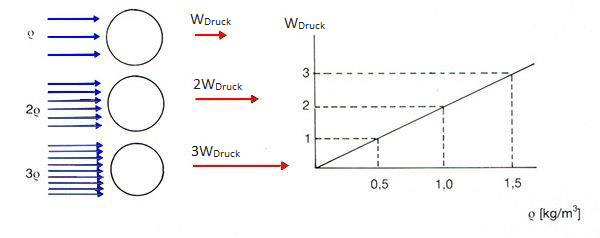 ϱ
W_Druck
2ϱ
2W_Druck
3ϱ
3W_Druck
W_Druck
3
2
1
0,5 1,0 1,5
ϱ [kg/m³]